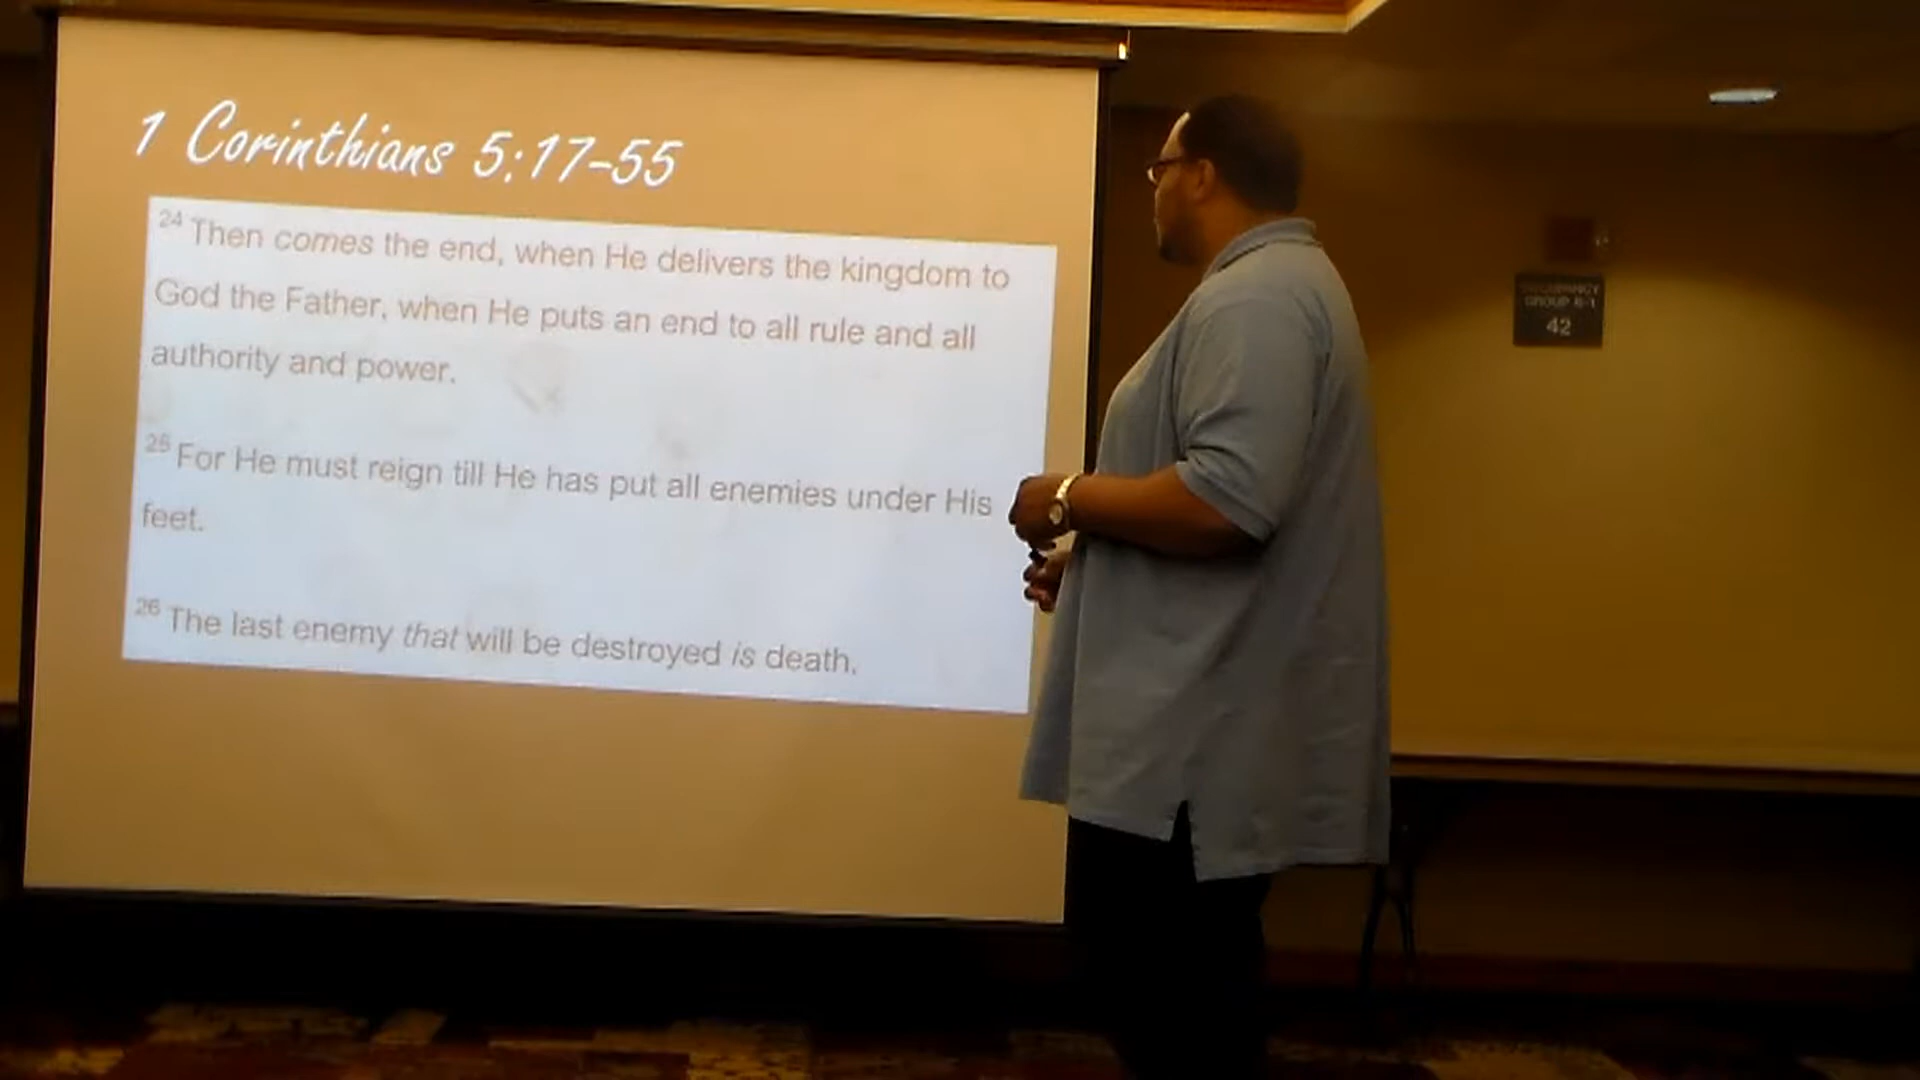 1 Corinthians 5:17-55
24 Then comes the end, when He delivers the kingdom to
God the Father, when He puts an end to all rule and all
authority and power.
25 For He must reign till He has put all enemies under His
feet.
26 The last enemy that will be destroyed is death.
OCCUPANCY
GROUP B-1
42